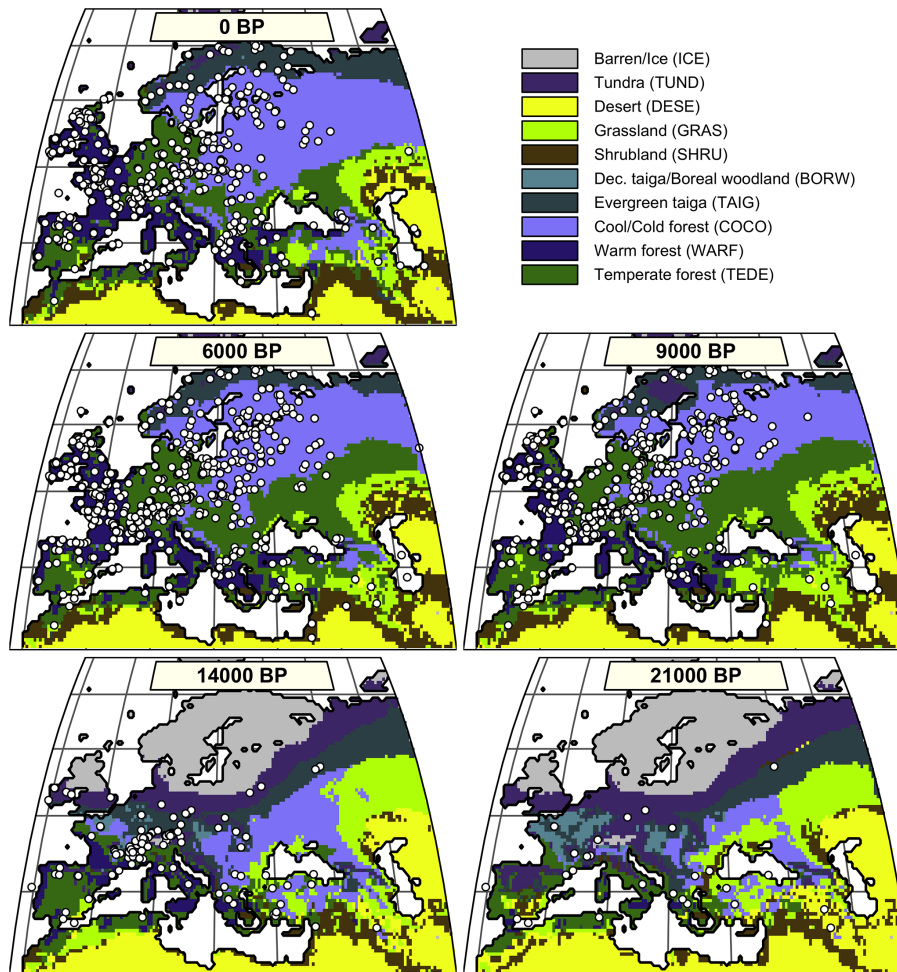 0 BP
Barren/Ice (ICE)
Tundra (TUND)
Desert (DESE)
Grassland (GRAS)
Shrubland (SHRU)
Dec. taiga/Boreal woodland (BORW)
Evergreen taiga (TAIG)
Cool/Cold forest (COCO)
Warm forest (WARF)
Temperate forest (TEDE)
6000 BP
9000 BP
14000 BP
21000 BP